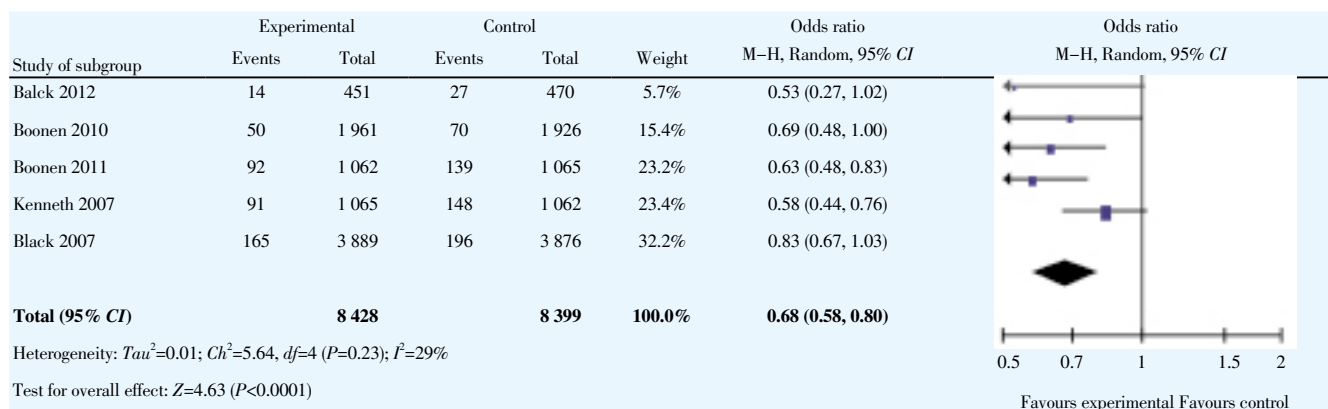 Experimental Control Odds ratio Odds ratio
Study of subgroup Events Total Events Total Weight M–H, Random, 95% CI M–H, Random, 95% CI
Balck 2012 14 451 27 470 5.7% 0.53 (0.27, 1.02)
Boonen 2010 50 1 961 70 1 926 15.4% 0.69 (0.48, 1.00)
Boonen 2011 92 1 062 139 1 065 23.2% 0.63 (0.48, 0.83)
Kenneth 2007 91 1 065 148 1 062 23.4% 0.58 (0.44, 0.76)
Black 2007 165 3 889 196 3 876 32.2% 0.83 (0.67, 1.03)
Total (95% CI) 8 428 8 399 100.0% 0.68 (0.58, 0.80)
Heterogeneity: Tau²=0.01; Ch²=5.64, df=4 (P=0.23); I²=29%
0.5 0.7 1 1.5 2
Test for overall effect: Z=4.63 (P<0.0001)
Favours experimental Favours control